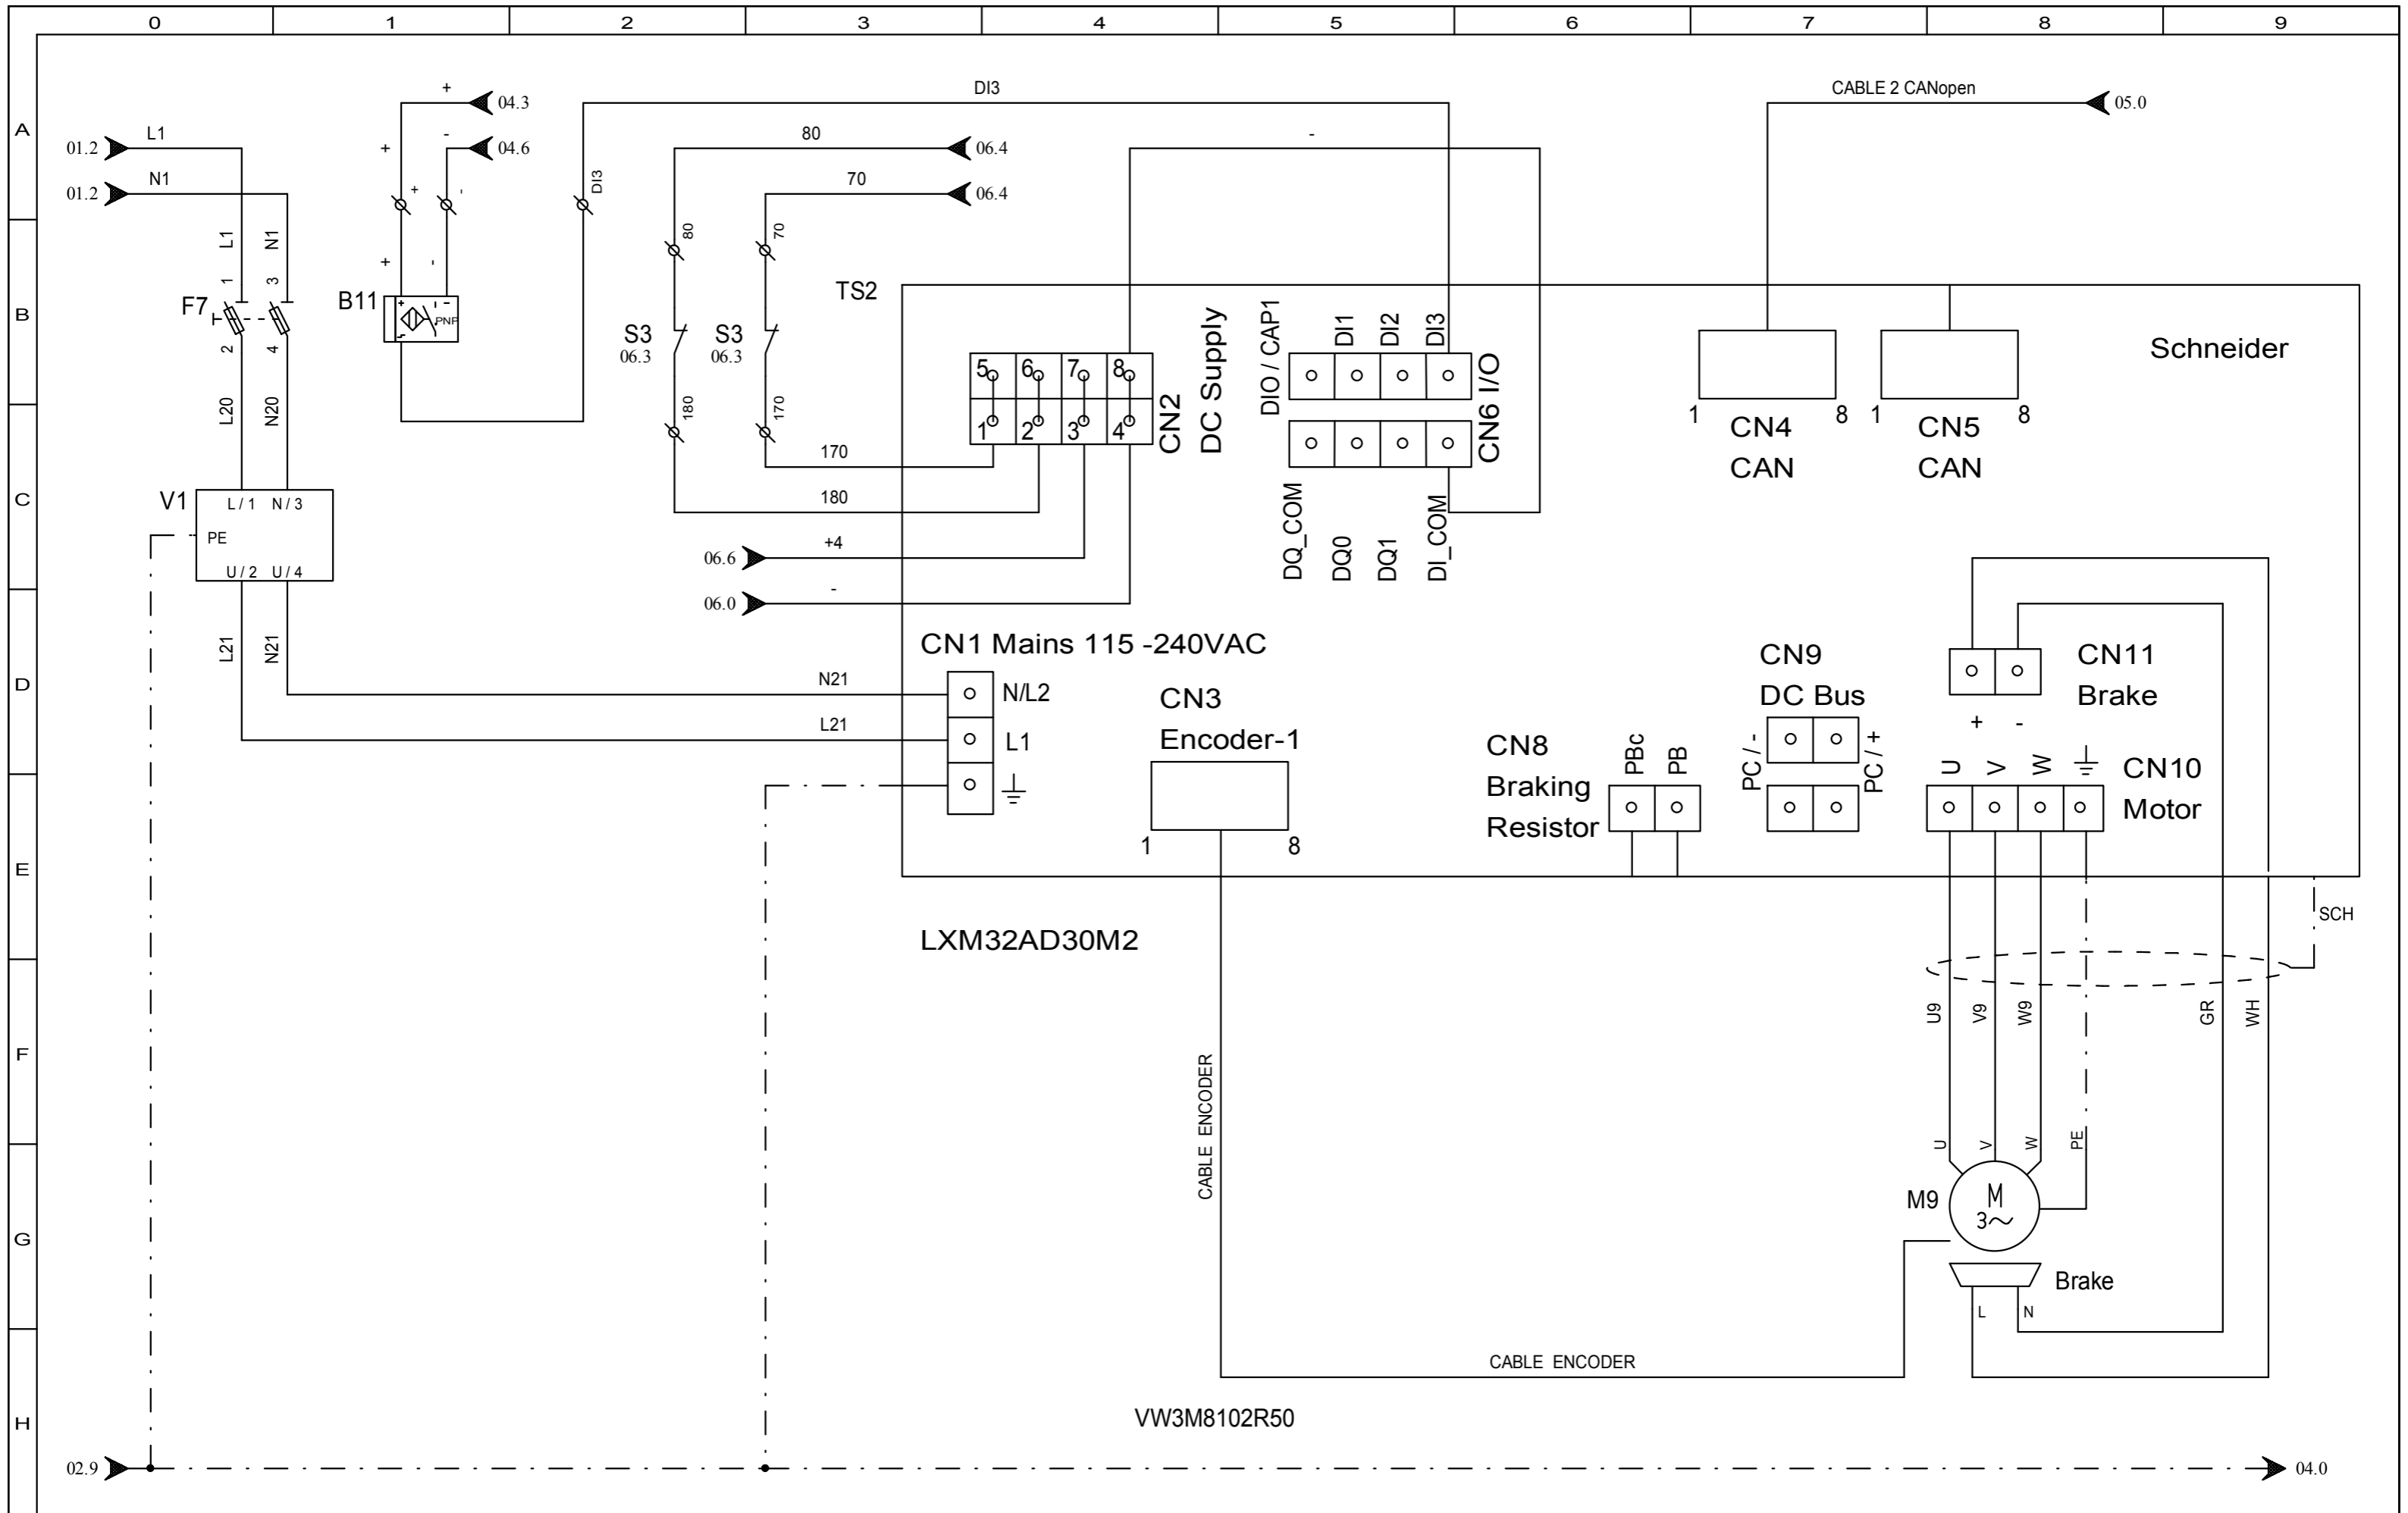 0 1 2 3 4 5 6 7 8 9
A
B
C
D
E
F
G
H
+ 04.3
- 04.6
01.2 L1
01.2 N1
+
+
-
+
-
DI3
DI3
80 06.4
70 06.4
-
CABLE 2 CANopen 05.0
L1 N1
1 3
F7
2 4
L20 N20
B11
+ -
PNP
80
70
S3
06.3
S3
06.3
180
170
TS2
5 6 7 8
1 2 3 4
CN2
DC Supply
DIO / CAP1
DI1
DI2
DI3
CN6 I/O
DQ_COM
DQ0
DQ1
DI_COM
1 8
CN4
CAN
1 8
CN5
CAN
Schneider
170
180
06.6 +4
06.0 -
V1
L / 1 N / 3
PE
U / 2 U / 4
L21 N21
N21
L21
CN1 Mains 115 -240VAC
N/L2
L1
CN3
Encoder-1
1 8
CN8
Braking
Resistor
PBc
PB
CN9
DC Bus
PC / -
PC / +
CN11
Brake
+ -
U V W
CN10
Motor
LXM32AD30M2
SCH
U9 V9 W9
GR WH
CABLE ENCODER
U V W PE
M9
M
3~
Brake
L N
CABLE ENCODER
VW3M8102R50
02.9
04.0